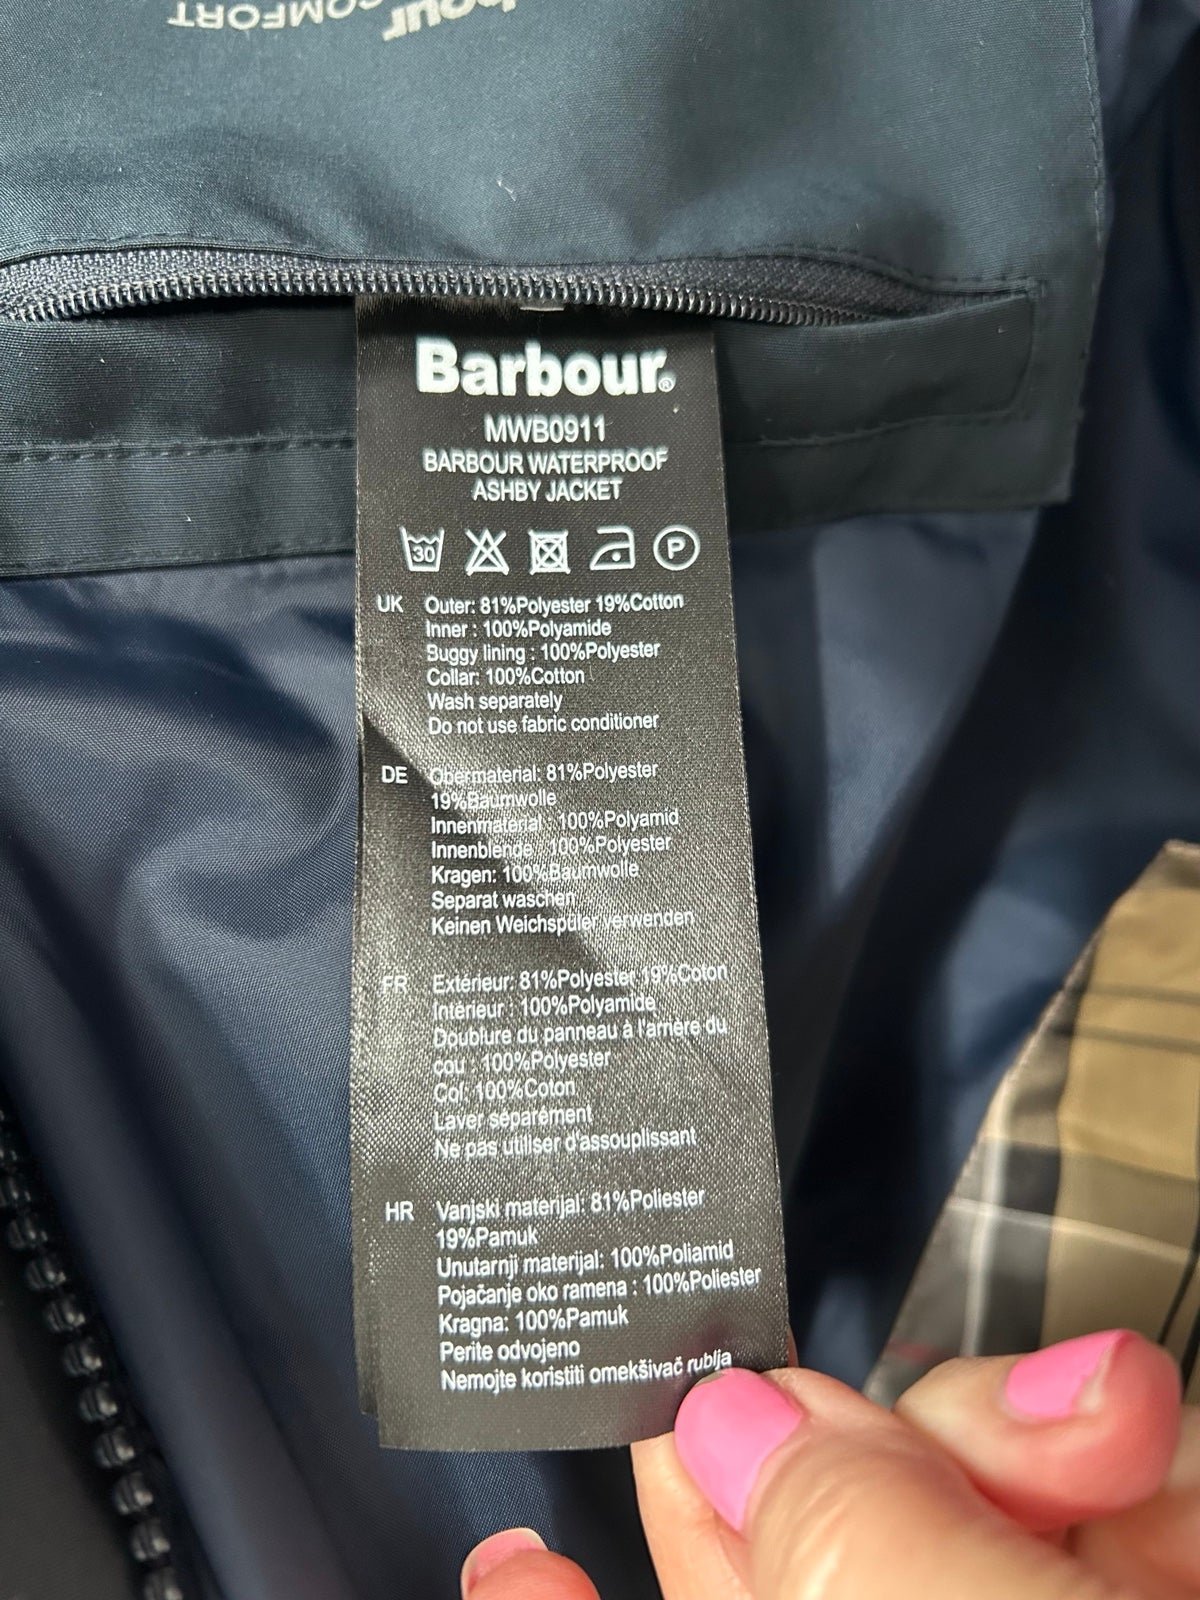 bour
COMFORT
Barbour®
MWB0911
BARBOUR WATERPROOF
ASHBY JACKET
30
P
UK Outer: 81%Polyester 19%Cotton
Inner : 100%Polyamide
Buggy lining : 100%Polyester
Collar: 100%Cotton
Wash separately
Do not use fabric conditioner
DE Obermaterial: 81%Polyester
19%Baumwolle
Innenmaterial : 100%Polyamid
Innenblende : 100%Polyester
Kragen: 100%Baumwolle
Separat waschen
Keinen Weichspüler verwenden
FR Extérieur: 81%Polyester 19%Coton
Intérieur : 100%Polyamide
Doublure du panneau à l'arrière du
cou : 100%Polyester
Col: 100%Coton
Laver séparément
Ne pas utiliser d'assouplissant
HR Vanjski materijal: 81%Poliester
19%Pamuk
Unutarnji materijal: 100%Poliamid
Pojačanje oko ramena : 100%Poliester
Kragna: 100%Pamuk
Perite odvojeno
Nemojte koristiti omekšivač rublja